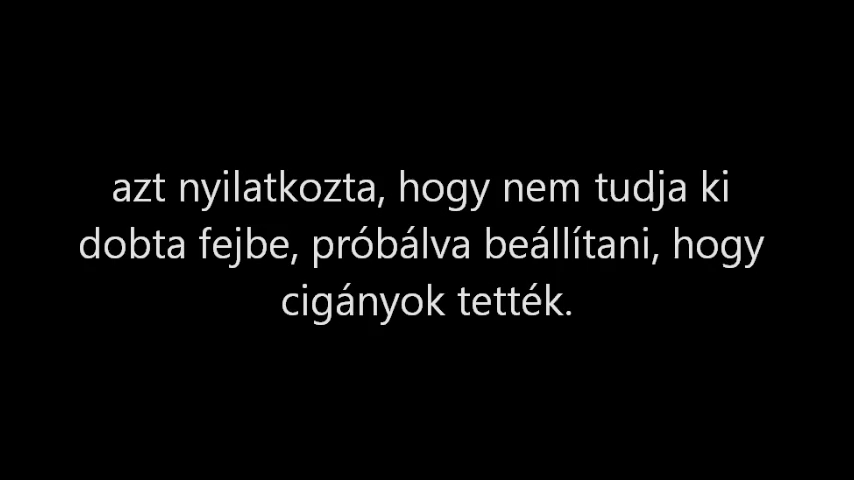 azt nyilatkozta, hogy nem tudja ki
dobta fejbe, próbálva beállítani, hogy
cigányok tették.